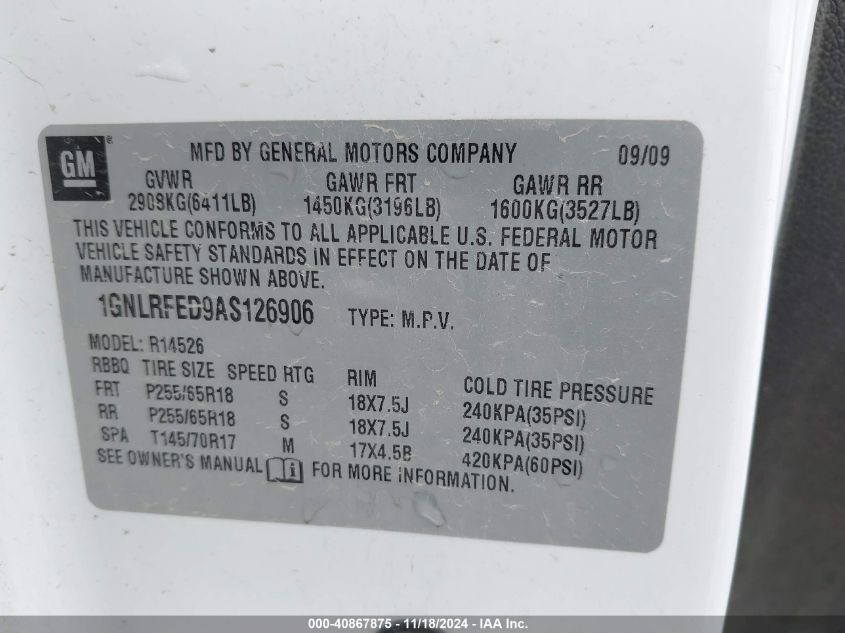 GM ®
MFD BY GENERAL MOTORS COMPANY 09/09
GVWR GAWR FRT GAWR RR
2908KG(6411LB) 1450KG(3196LB) 1600KG(3527LB)
THIS VEHICLE CONFORMS TO ALL APPLICABLE U.S. FEDERAL MOTOR
VEHICLE SAFETY STANDARDS IN EFFECT ON THE DATE OF
MANUFACTURE SHOWN ABOVE.
1GNLRFED9AS126906 TYPE: M.P.V.
MODEL: R14526
RBBQ TIRE SIZE SPEED RTG RIM COLD TIRE PRESSURE
FRT P255/65R18 S 18X7.5J 240KPA(35PSI)
RR P255/65R18 S 18X7.5J 240KPA(35PSI)
SPA T145/70R17 M 17X4.5B 420KPA(60PSI)
SEE OWNER'S MANUAL FOR MORE INFORMATION.
000-40867875 - 11/18/2024 - IAA Inc.